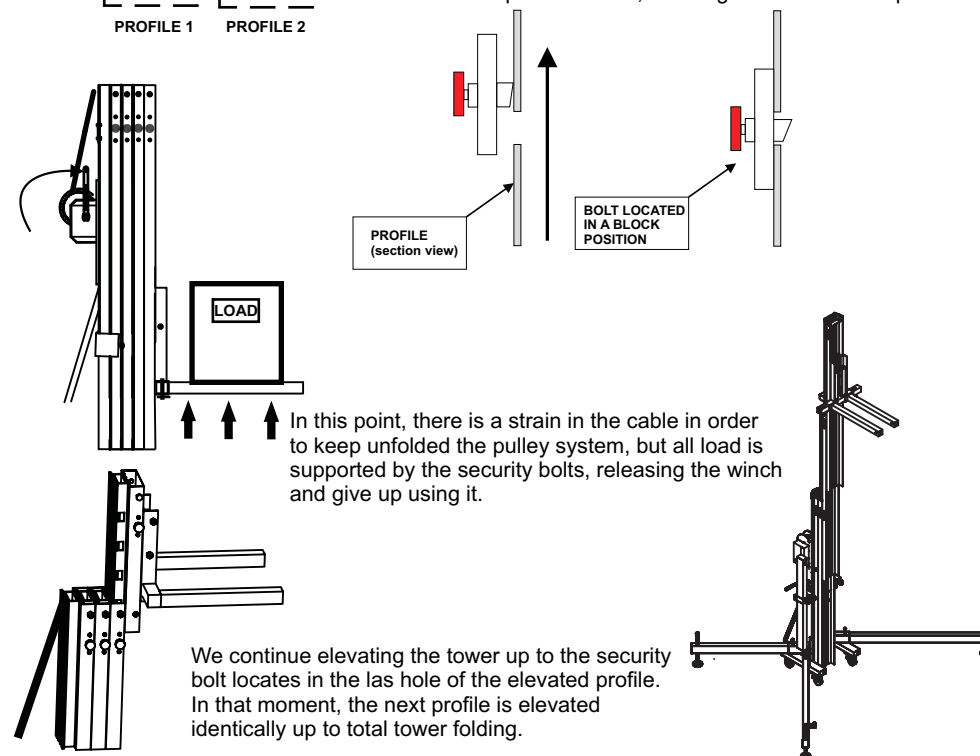 PROFILE 1 PROFILE 2
PROFILE
(section view)
BOLT LOCATED
IN A BLOCK
POSITION
LOAD
In this point, there is a strain in the cable in order
to keep unfolded the pulley system, but all load is
supported by the security bolts, releasing the winch
and give up using it.
We continue elevating the tower up to the security
bolt locates in the las hole of the elevated profile.
In that moment, the next profile is elevated
identically up to total tower folding.